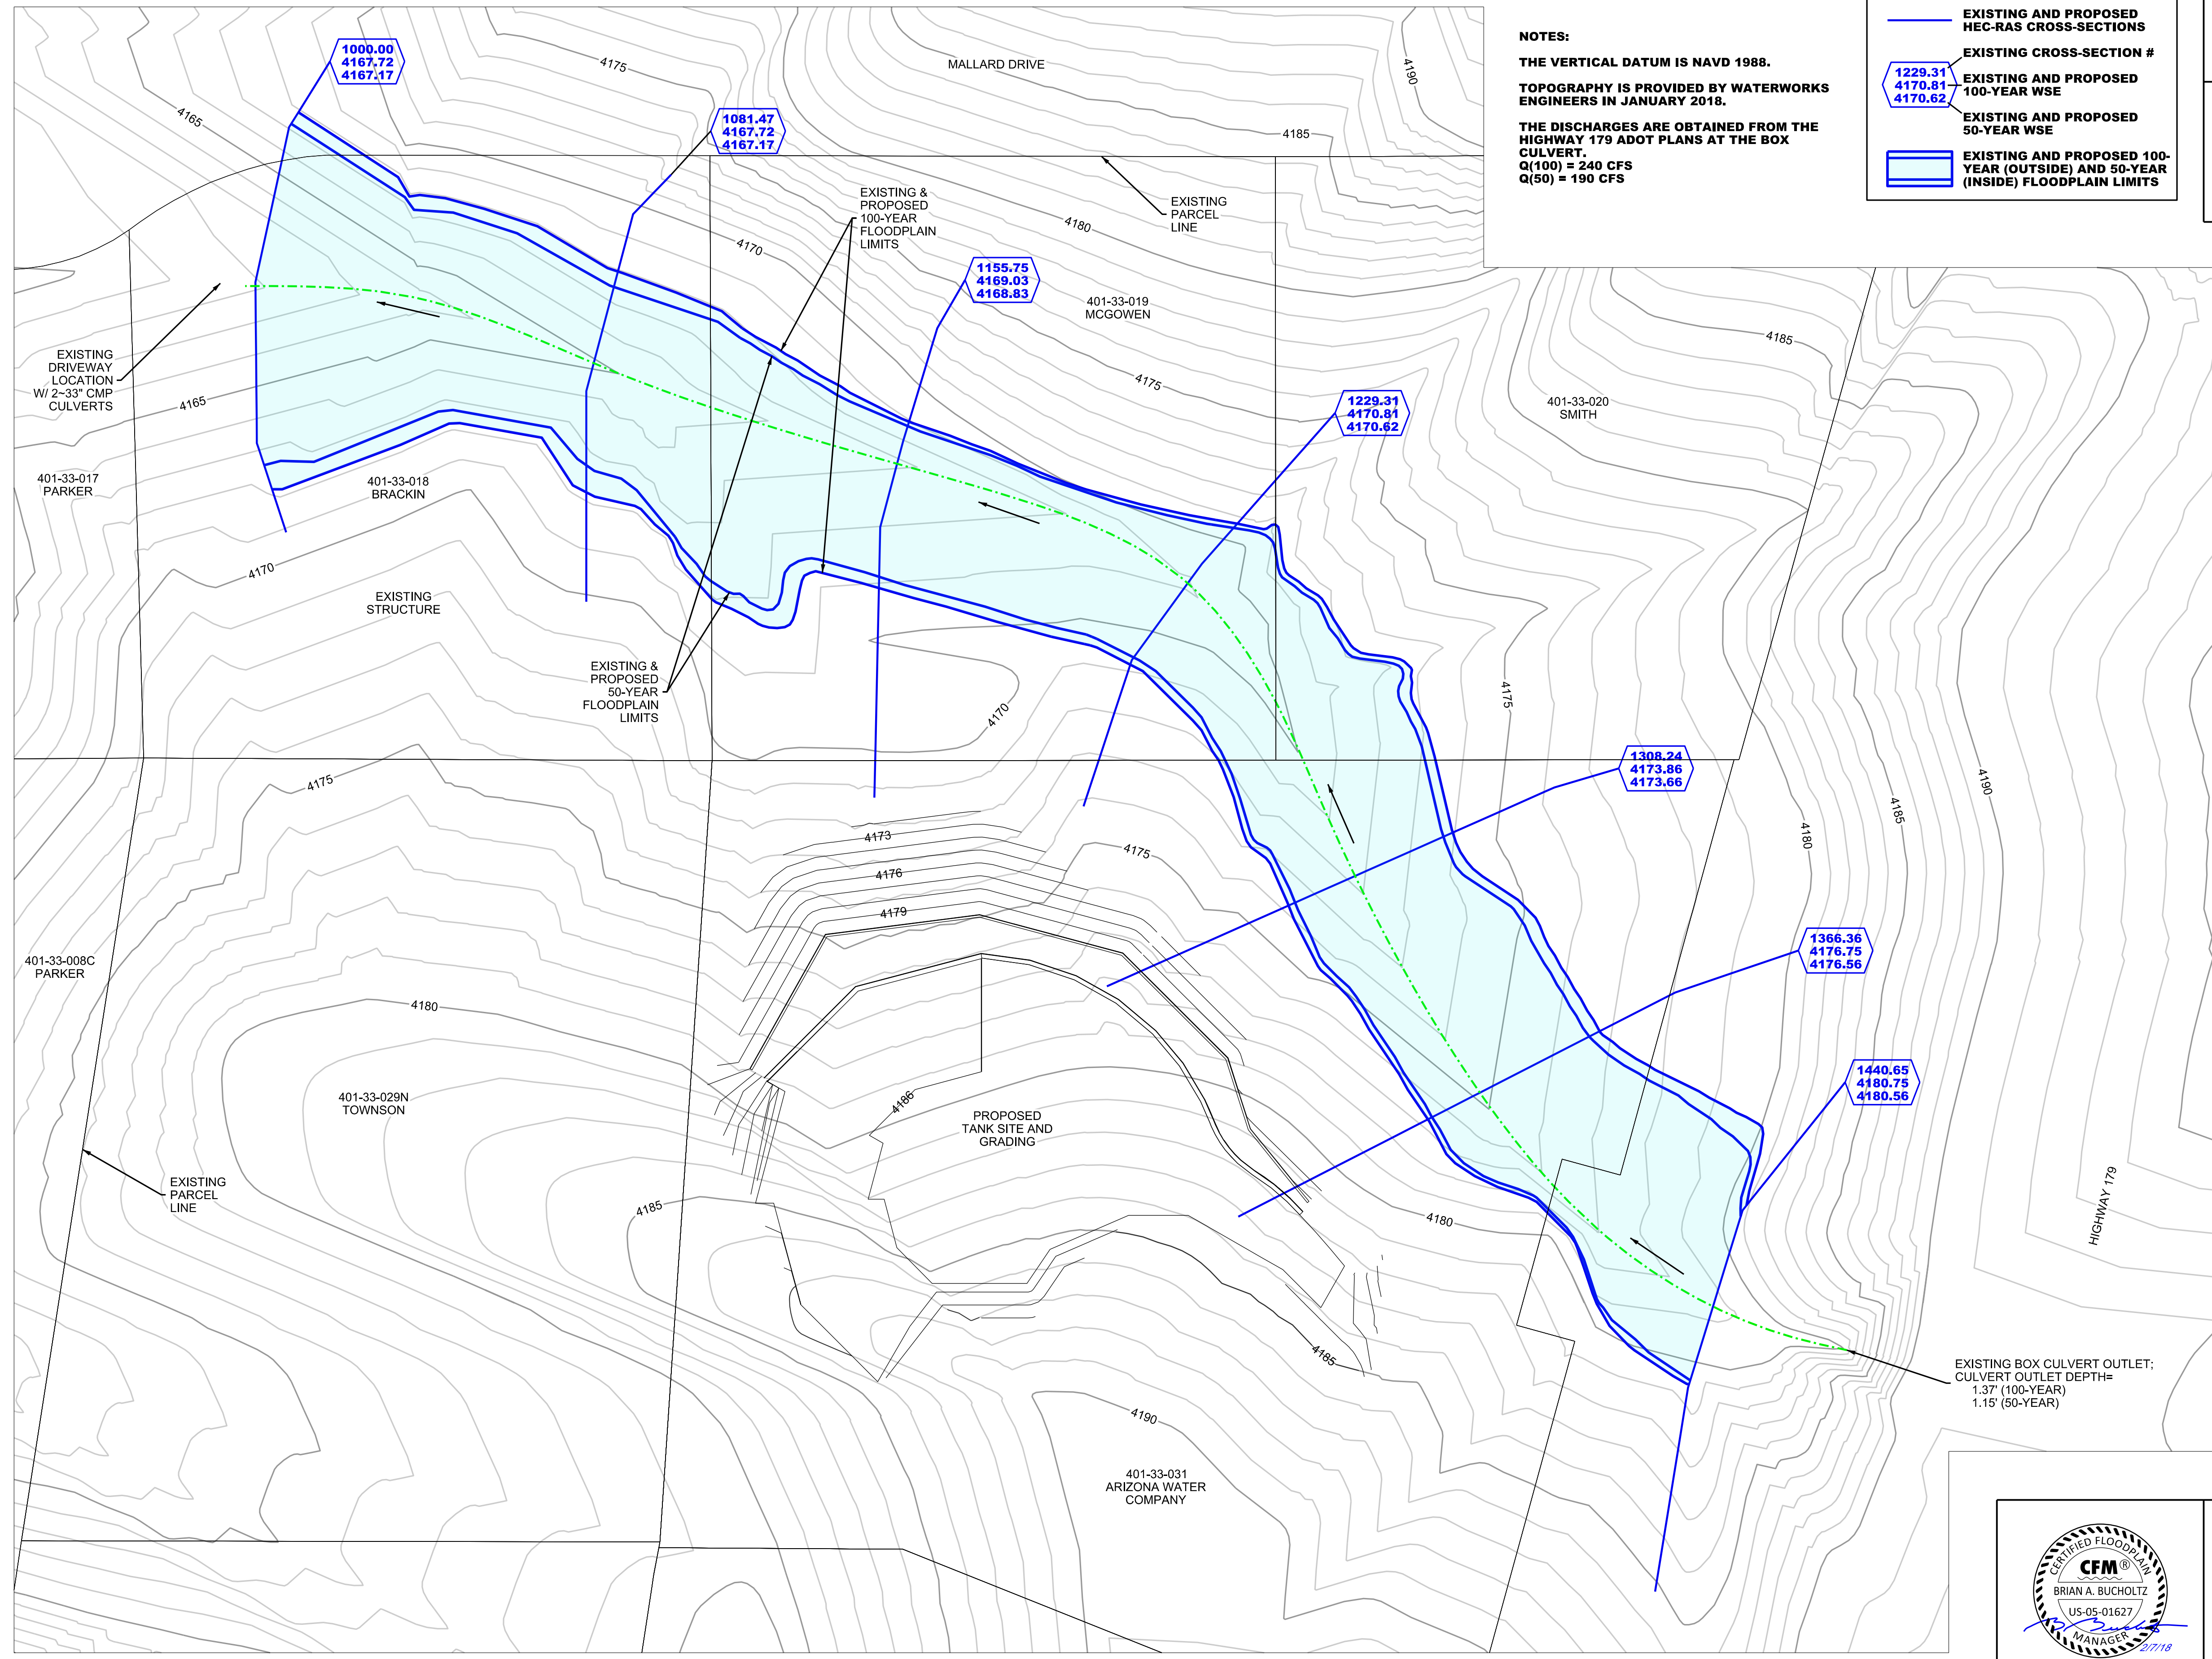 NOTES:
THE VERTICAL DATUM IS NAVD 1988.
TOPOGRAPHY IS PROVIDED BY WATERWORKS
ENGINEERS IN JANUARY 2018.
THE DISCHARGES ARE OBTAINED FROM THE
HIGHWAY 179 ADOT PLANS AT THE BOX
CULVERT.
Q(100) = 240 CFS
Q(50) = 190 CFS
EXISTING AND PROPOSED
HEC-RAS CROSS-SECTIONS
EXISTING CROSS-SECTION #
1229.31
4170.81
4170.62
EXISTING AND PROPOSED
100-YEAR WSE
EXISTING AND PROPOSED
50-YEAR WSE
EXISTING AND PROPOSED 100-
YEAR (OUTSIDE) AND 50-YEAR
(INSIDE) FLOODPLAIN LIMITS
1000.00
4167.72
4167.17
4175
MALLARD DRIVE
4190
4165
1081.47
4167.72
4167.17
4185
EXISTING &
PROPOSED
100-YEAR
FLOODPLAIN
LIMITS
EXISTING
PARCEL
LINE
4180
4170
1155.75
4169.03
4168.83
401-33-019
MCGOWEN
4185
EXISTING
DRIVEWAY
LOCATION
W/ 2~33" CMP
CULVERTS
4165
4175
1229.31
4170.81
4170.62
401-33-020
SMITH
401-33-017
PARKER
401-33-018
BRACKIN
4170
EXISTING
STRUCTURE
EXISTING &
PROPOSED
50-YEAR
FLOODPLAIN
LIMITS
4170
4175
1308.24
4173.86
4173.66
4175
4190
4185
4180
4173
4175
4176
4179
401-33-008C
PARKER
1366.36
4176.75
4176.56
4180
401-33-029N
TOWNSON
4186
PROPOSED
TANK SITE AND
GRADING
1440.65
4180.75
4180.56
EXISTING
PARCEL
LINE
4185
4180
HIGHWAY 179
4185
EXISTING BOX CULVERT OUTLET;
CULVERT OUTLET DEPTH=
1.37' (100-YEAR)
1.15' (50-YEAR)
4190
401-33-031
ARIZONA WATER
COMPANY
CERTIFIED FLOODPLAIN
CFM®
BRIAN A. BUCHOLTZ
US-05-01627
MANAGER
2/7/18